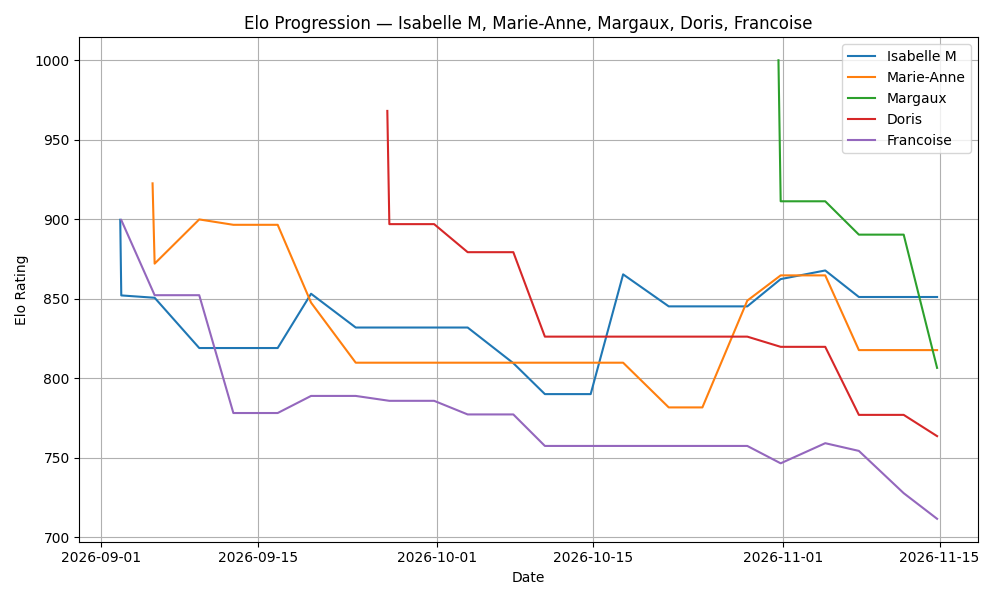 Elo Progression — Isabelle M, Marie-Anne, Margaux, Doris, Francoise
Isabelle M
Marie-Anne
Margaux
Doris
Francoise
Elo Rating
1000
950
900
850
800
750
700
2026-09-01
2026-09-15
2026-10-01
2026-10-15
2026-11-01
2026-11-15
Date